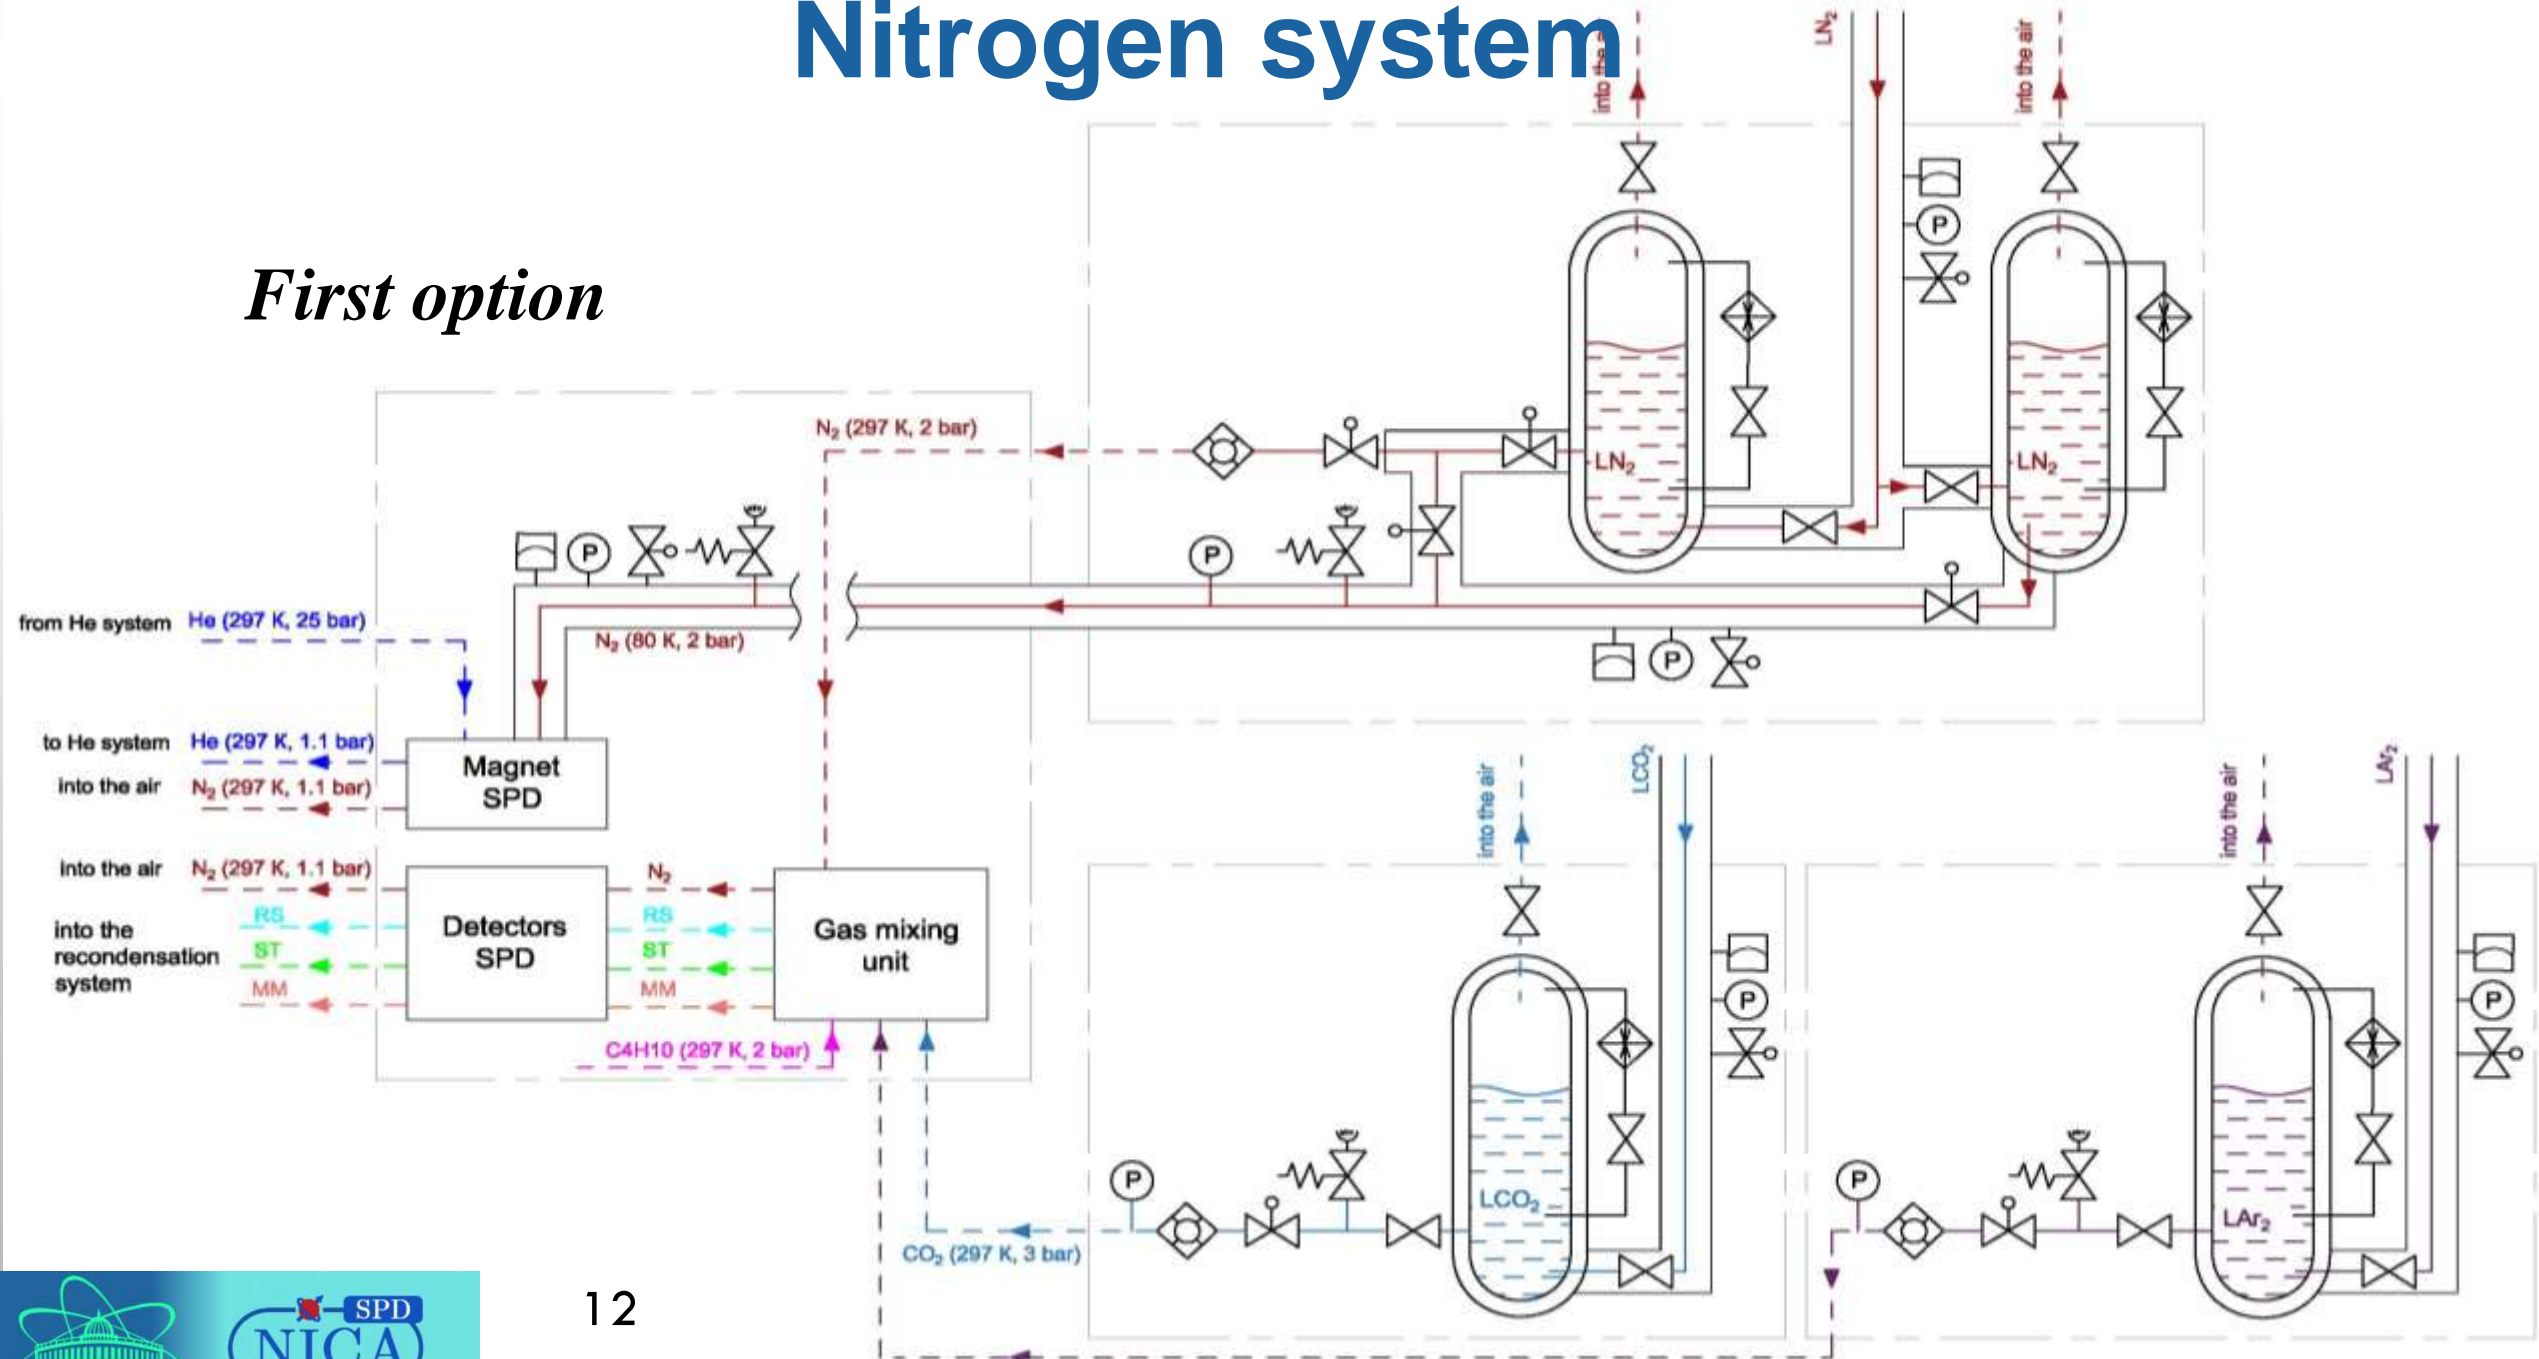 Nitrogen system
First option
into the air
LN₂
into the air
P
N₂ (297 K, 2 bar)
LN₂
LN₂
P
P
from He system He (297 K, 25 bar)
N₂ (80 K, 2 bar)
P
to He system He (297 K, 1.1 bar)
into the air N₂ (297 K, 1.1 bar)
Magnet
SPD
into the air
LCO₂
into the air
LAr₂
into the air N₂ (297 K, 1.1 bar)
N₂
RS
RS
ST
ST
MM
MM
into the
recondensation
system
Detectors
SPD
Gas mixing
unit
P
P
C4H10 (297 K, 2 bar)
P
P
LCO₂
LAr₂
CO₂ (297 K, 3 bar)
SPD
NICA
12